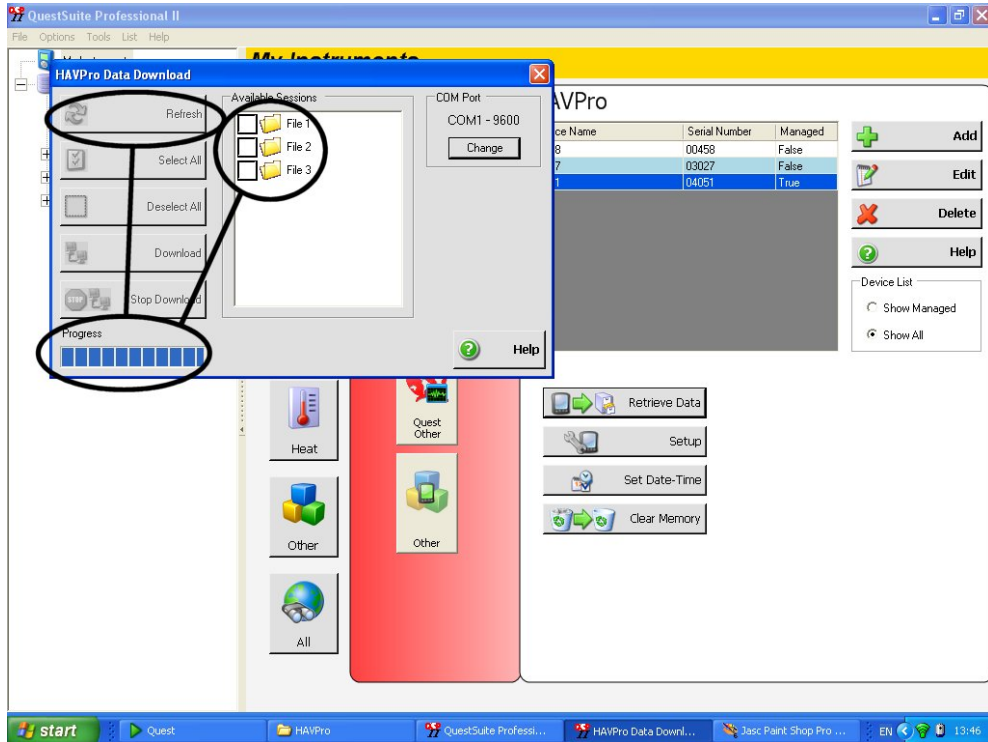 QuestSuite Professional II
File Options Tools List Help
My Instruments
HAVPro Data Download
Refresh
Select All
Deselect All
Download
STOP Stop Download
Progress
Available Sessions
File 1
File 2
File 3
COM Port
COM1 - 9600
Change
Help
AVPro
ce Name Serial Number Managed
8 00458 False
7 03027 False
1 04051 True
Add
Edit
Delete
Help
Device List
Show Managed
Show All
Heat
Other
All
Quest
Other
Other
Retrieve Data
Setup
Set Date-Time
Clear Memory
start Quest HAVPro QuestSuite Professi... HAVPro Data Downl... Jasc Paint Shop Pro ... EN 13:46